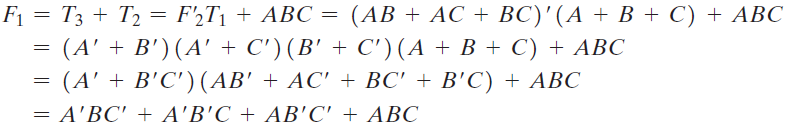 F₁ = T₃ + T₂ = F′₂T₁ + ABC = (AB + AC + BC)′(A + B + C) + ABC
= (A′ + B′)(A′ + C′)(B′ + C′)(A + B + C) + ABC
= (A′ + B′C′)(AB′ + AC′ + BC′ + B′C) + ABC
= A′BC′ + A′B′C + AB′C′ + ABC